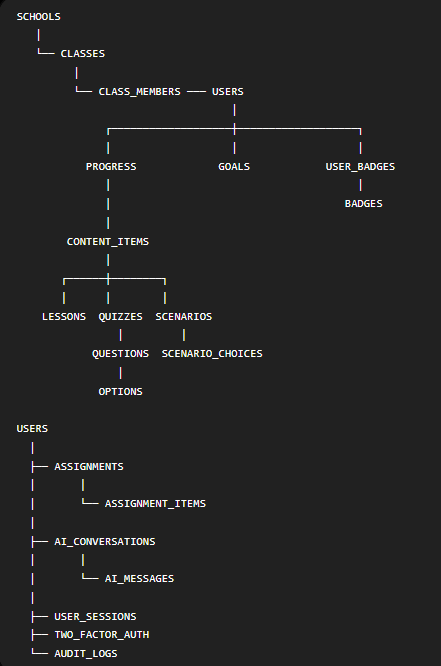 SCHOOLS
CLASSES
CLASS_MEMBERS USERS
PROGRESS GOALS USER_BADGES
BADGES
CONTENT_ITEMS
LESSONS QUIZZES SCENARIOS
QUESTIONS SCENARIO_CHOICES
OPTIONS
USERS
ASSIGNMENTS
ASSIGNMENT_ITEMS
AI_CONVERSATIONS
AI_MESSAGES
USER_SESSIONS
TWO_FACTOR_AUTH
AUDIT_LOGS